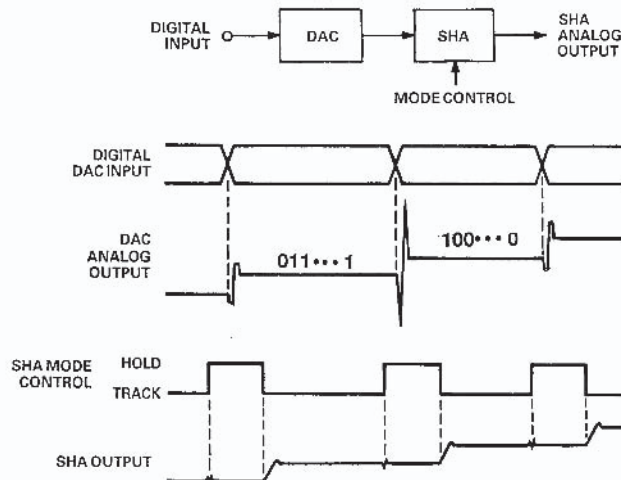 DIGITAL
INPUT
DAC
SHA
SHA
ANALOG
OUTPUT
MODE CONTROL
DIGITAL
DAC INPUT
DAC
ANALOG
OUTPUT
011••• 1
100••• 0
SHA MODE
CONTROL
HOLD
TRACK
SHA OUTPUT